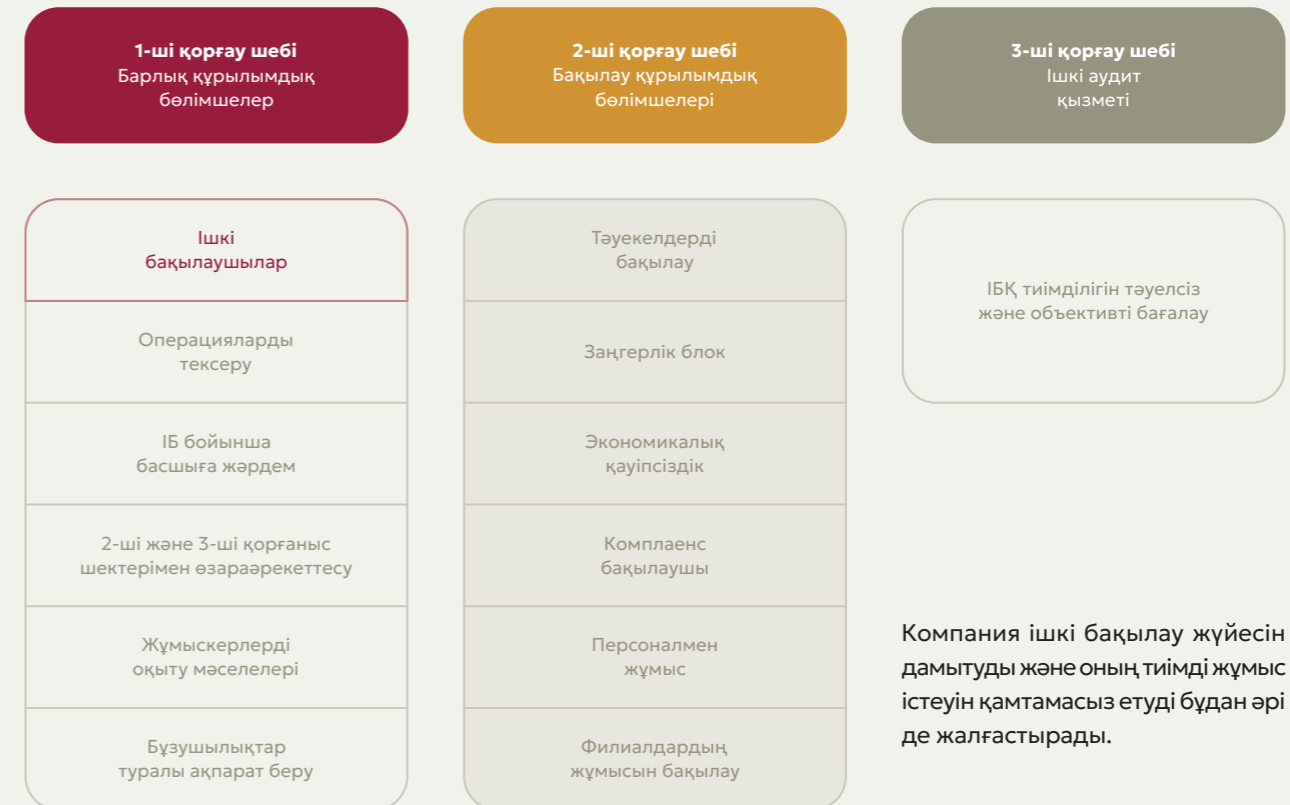 1-ші қорғау шебі
Барлық құрылымдық
бөлімшелер
Ішкі
бақылаушылар
Операцияларды
тексеру
ІБ бойынша
басшыға жәрдем
2-ші және 3-ші қорғаныс
шектерімен өзараәрекеттесу
Жұмыскерлерді
оқыту мәселелері
Бұзушылықтар
туралы ақпарат беру
2-ші қорғау шебі
Бақылау құрылымдық
бөлімшелері
Тәуекелдерді
бақылау
Заңгерлік блок
Экономикалық
қауіпсіздік
Комплаенс
бақылаушы
Персоналмен
жұмыс
Филиалдардың
жұмысын бақылау
3-ші қорғау шебі
Ішкі аудит
қызметі
ІБҚ тиімділігін тәуелсіз
және объективті бағалау
Компания ішкі бақылау жүйесін
дамытуды және оның тиімді жұмыс
істеуін қамтамасыз етуді бұдан әрі
де жалғастырады.